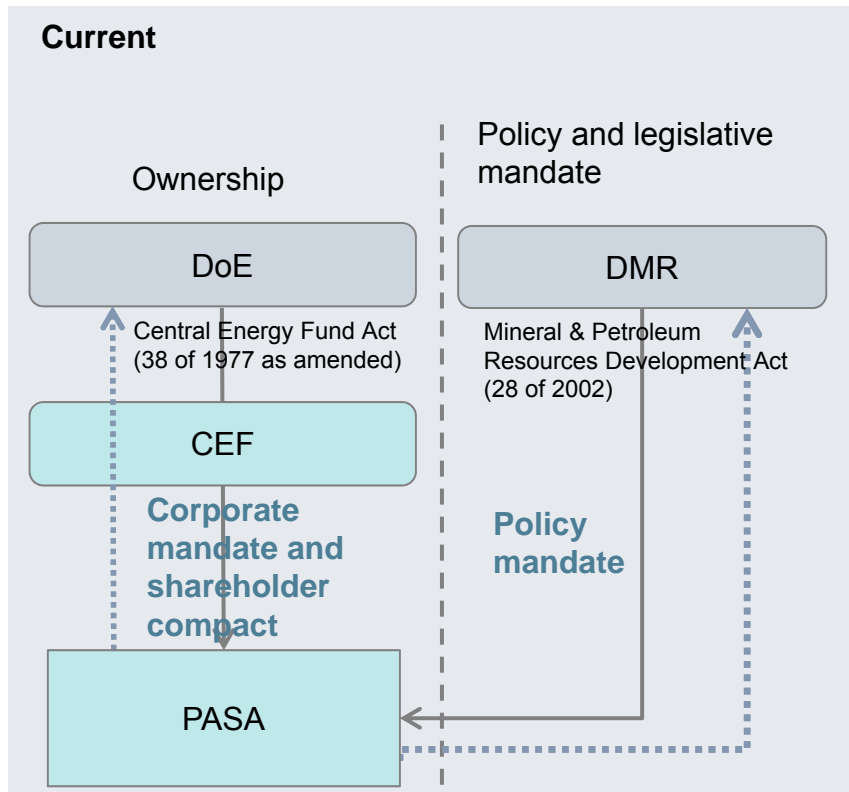 Current
Ownership
Policy and legislative
mandate
DoE
DMR
Central Energy Fund Act
(38 of 1977 as amended)
Mineral & Petroleum
Resources Development Act
(28 of 2002)
CEF
Corporate
mandate and
shareholder
compact
Policy
mandate
PASA